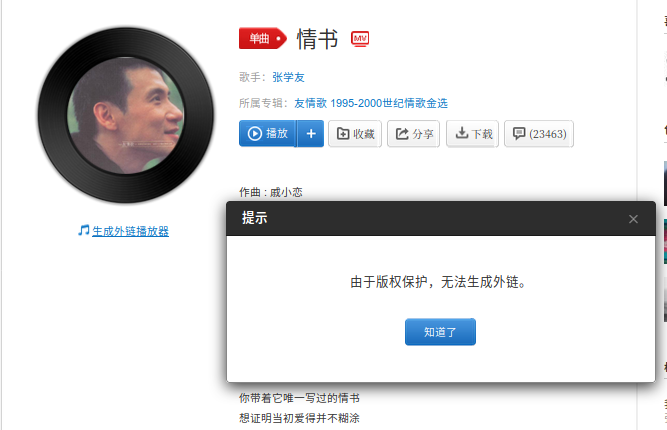 单曲 情书 MV
歌手：张学友
所属专辑：友情歌 1995-2000世纪情歌金选
播放 + 收藏 分享 下载 (23463)
作曲 : 戚小恋
生成外链播放器
提示 ×
由于版权保护，无法生成外链。
知道了
你带着它唯一写过的情书
想证明当初爱得并不糊涂